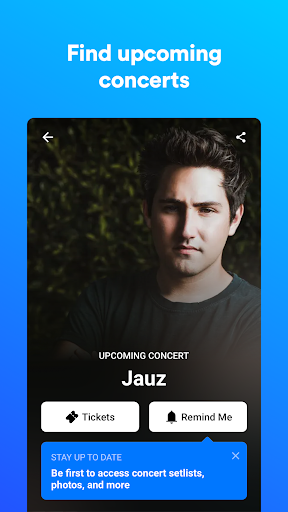 Find upcoming
concerts
UPCOMING CONCERT
Jauz
Tickets
Remind Me
STAY UP TO DATE
Be first to access concert setlists,
photos, and more